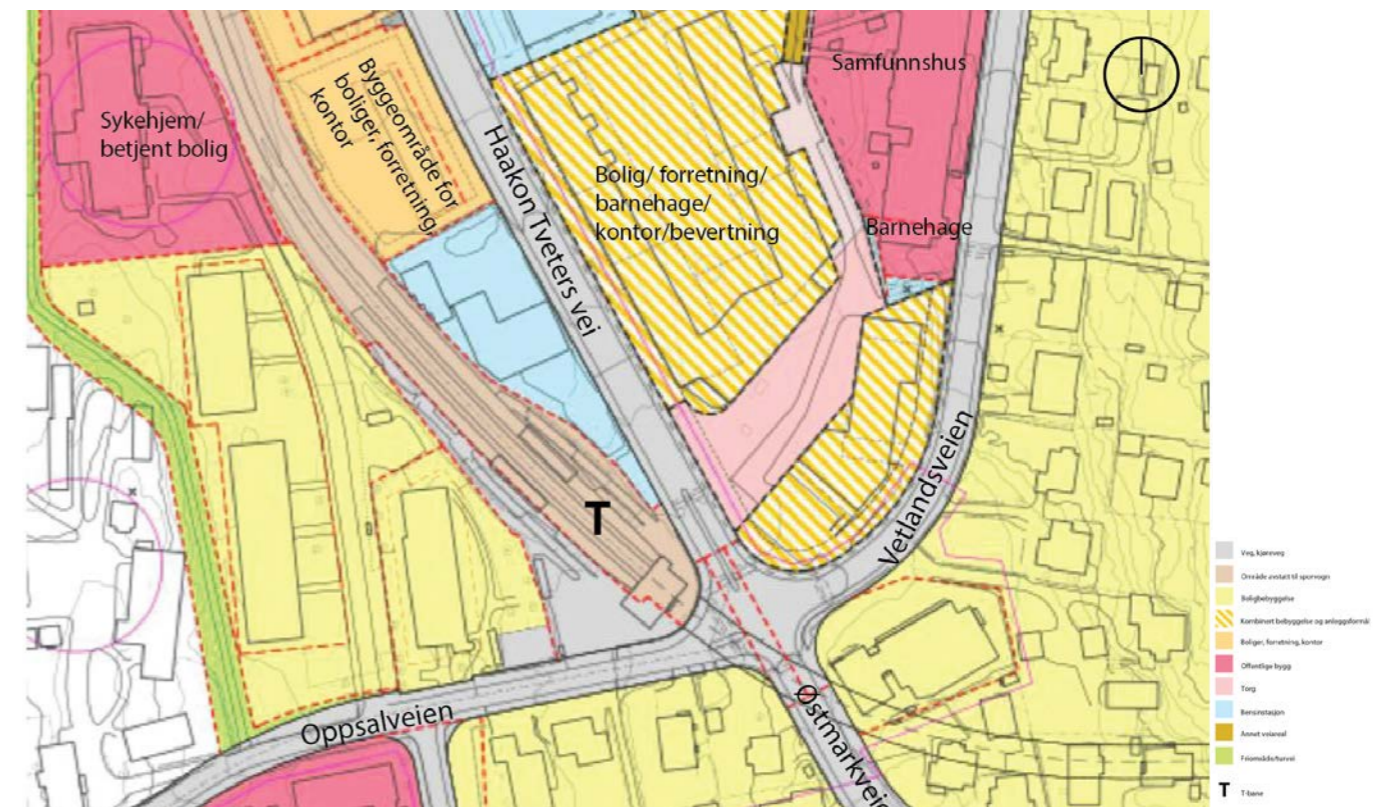 Sykehjem/
betjent bolig
Byggeområde for
boliger, forretning,
kontor
Haakon Tveters vei
Bolig/ forretning/
barnehage/
kontor/bevertning
Samfunnshus
Barnehage
T
Vetlandsveien
Oppsalveien
Østmarkveie
Veg, kjøreveg
Område avsatt til sporvogn
Boligbebyggelse
Kombinert bebyggelse og anleggsformål
Boliger, forretning, kontor
Offentlige bygg
Torg
Bensinstasjon
Annet veiareal
Friområde/turvei
T T-bane